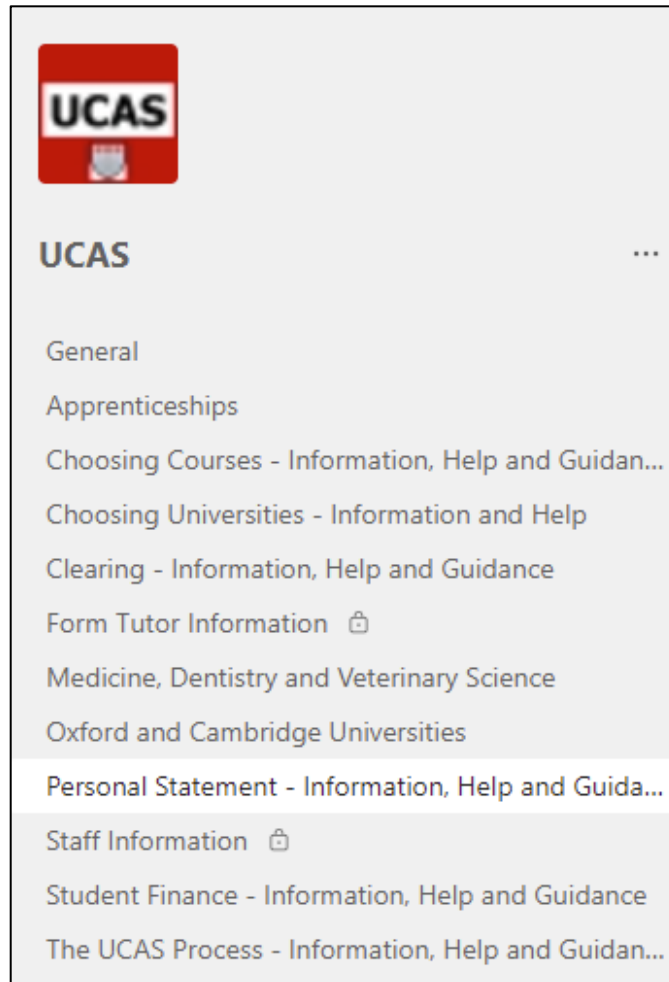 UCAS
UCAS ...
General
Apprenticeships
Choosing Courses - Information, Help and Guidan...
Choosing Universities - Information and Help
Clearing - Information, Help and Guidance
Form Tutor Information
Medicine, Dentistry and Veterinary Science
Oxford and Cambridge Universities
Personal Statement - Information, Help and Guida...
Staff Information
Student Finance - Information, Help and Guidance
The UCAS Process - Information, Help and Guidan...